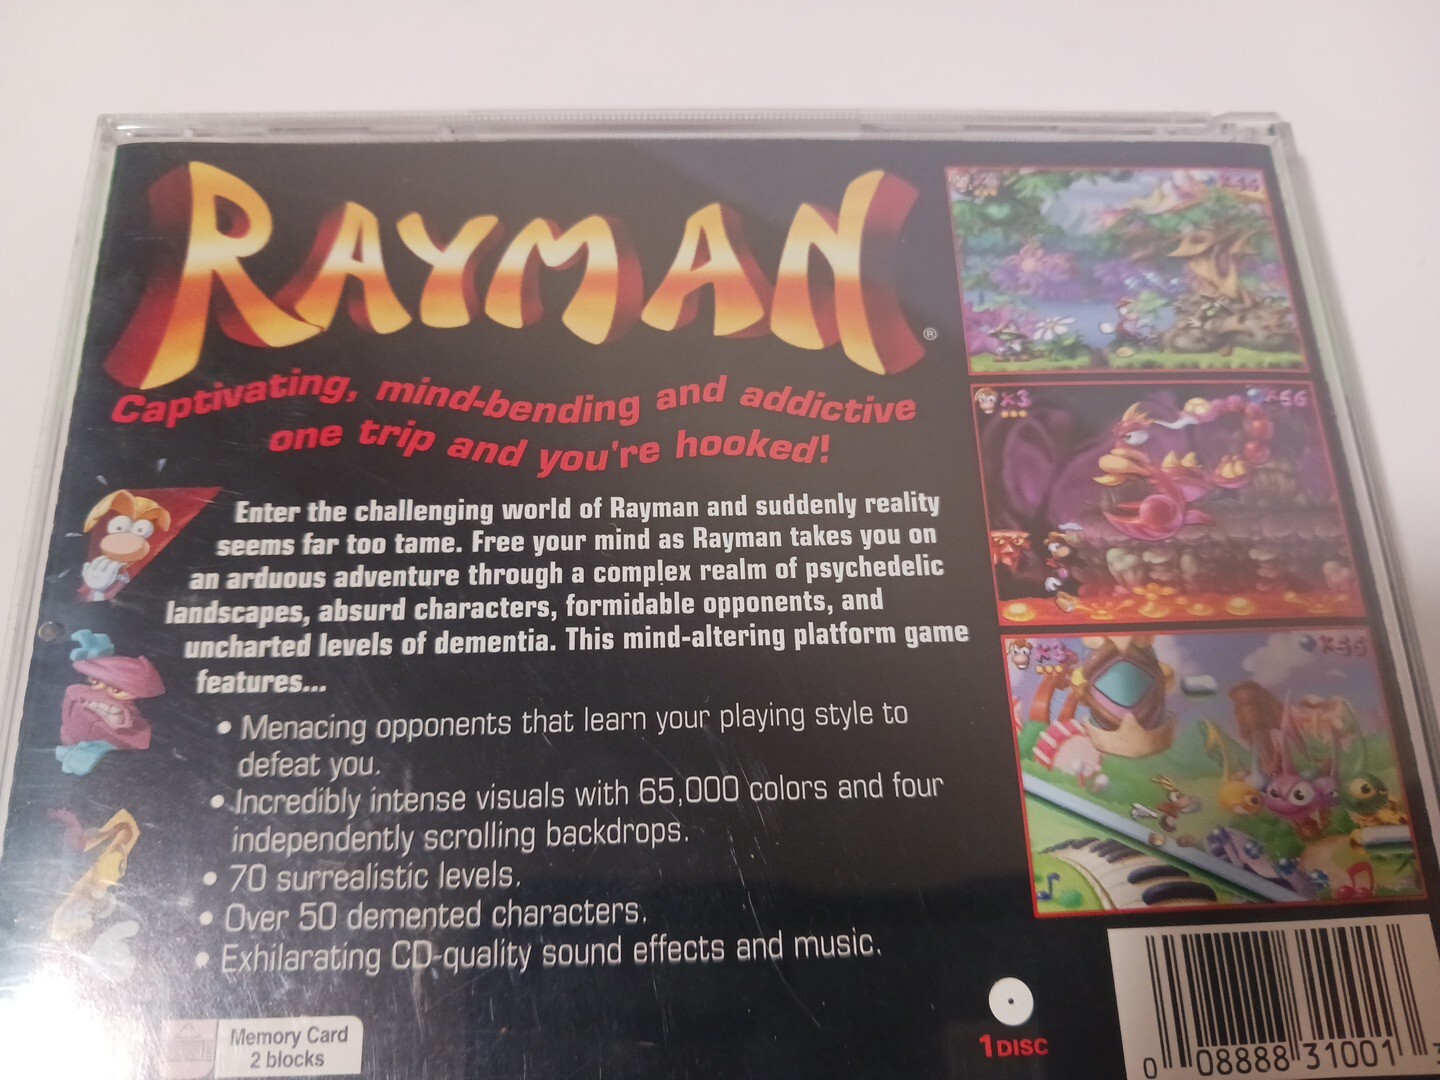 RAYMAN
®
Captivating, mind-bending and addictive
one trip and you're hooked!
Enter the challenging world of Rayman and suddenly reality
seems far too tame. Free your mind as Rayman takes you on
an arduous adventure through a complex realm of psychedelic
landscapes, absurd characters, formidable opponents, and
uncharted levels of dementia. This mind-altering platform game
features...
• Menacing opponents that learn your playing style to
defeat you.
• Incredibly intense visuals with 65,000 colors and four
independently scrolling backdrops.
• 70 surrealistic levels.
• Over 50 demented characters.
• Exhilarating CD-quality sound effects and music.
Memory Card
2 blocks
x3
x56
1 DISC
0 08888 31001 3